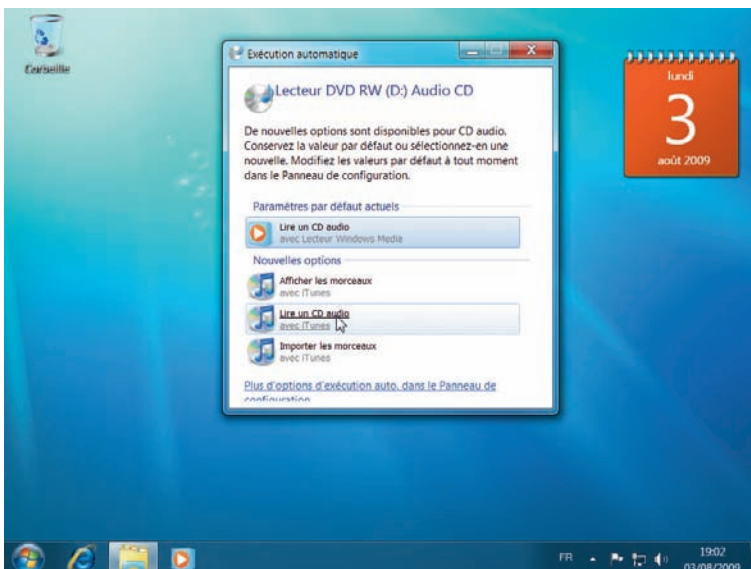 Corbeille
Exécution automatique
Lecteur DVD RW (D:) Audio CD
De nouvelles options sont disponibles pour CD audio.
Conservez la valeur par défaut ou sélectionnez-en une
nouvelle. Modifiez les valeurs par défaut à tout moment
dans le Panneau de configuration.
Paramètres par défaut actuels
Lire un CD audio
avec Lecteur Windows Media
Nouvelles options
Afficher les morceaux
avec iTunes
Lire un CD audio
avec iTunes
Importer les morceaux
avec iTunes
Plus d'options d'exécution auto. dans le Panneau de
configuration
lundi
3
août 2009
FR
19:02
03/08/2009